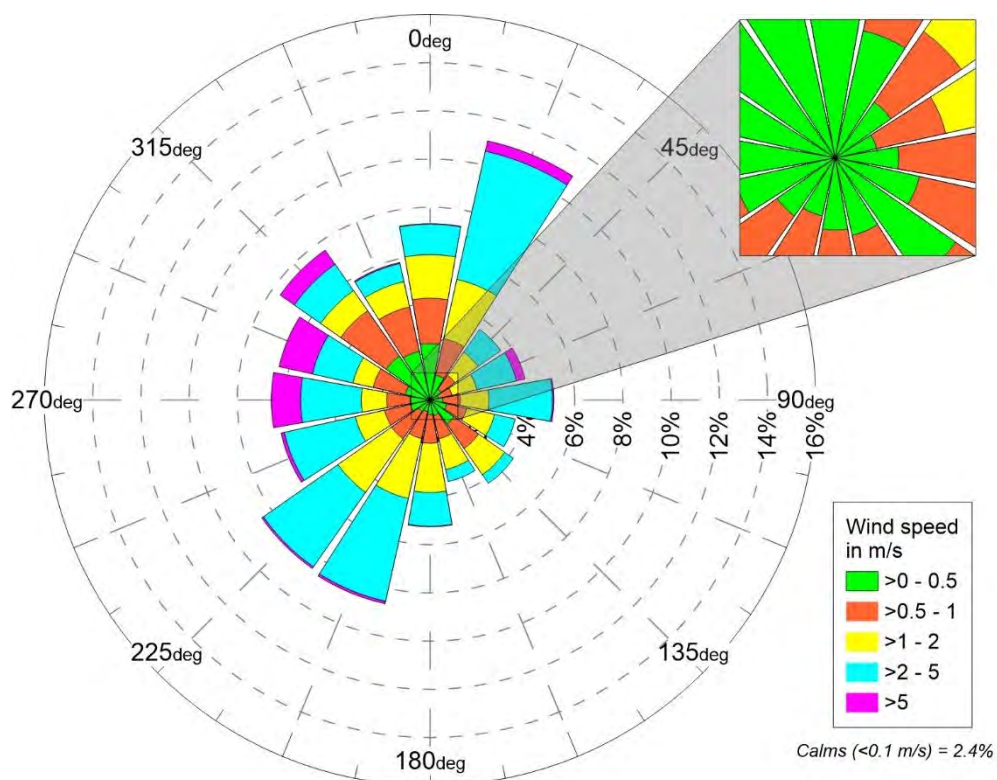 0deg
315deg
45deg
270deg
90deg
4%
6%
8%
10%
12%
14%
16%
225deg
135deg
180deg
Wind speed
in m/s
>0 - 0.5
>0.5 - 1
>1 - 2
>2 - 5
>5
Calms (<0.1 m/s) = 2.4%